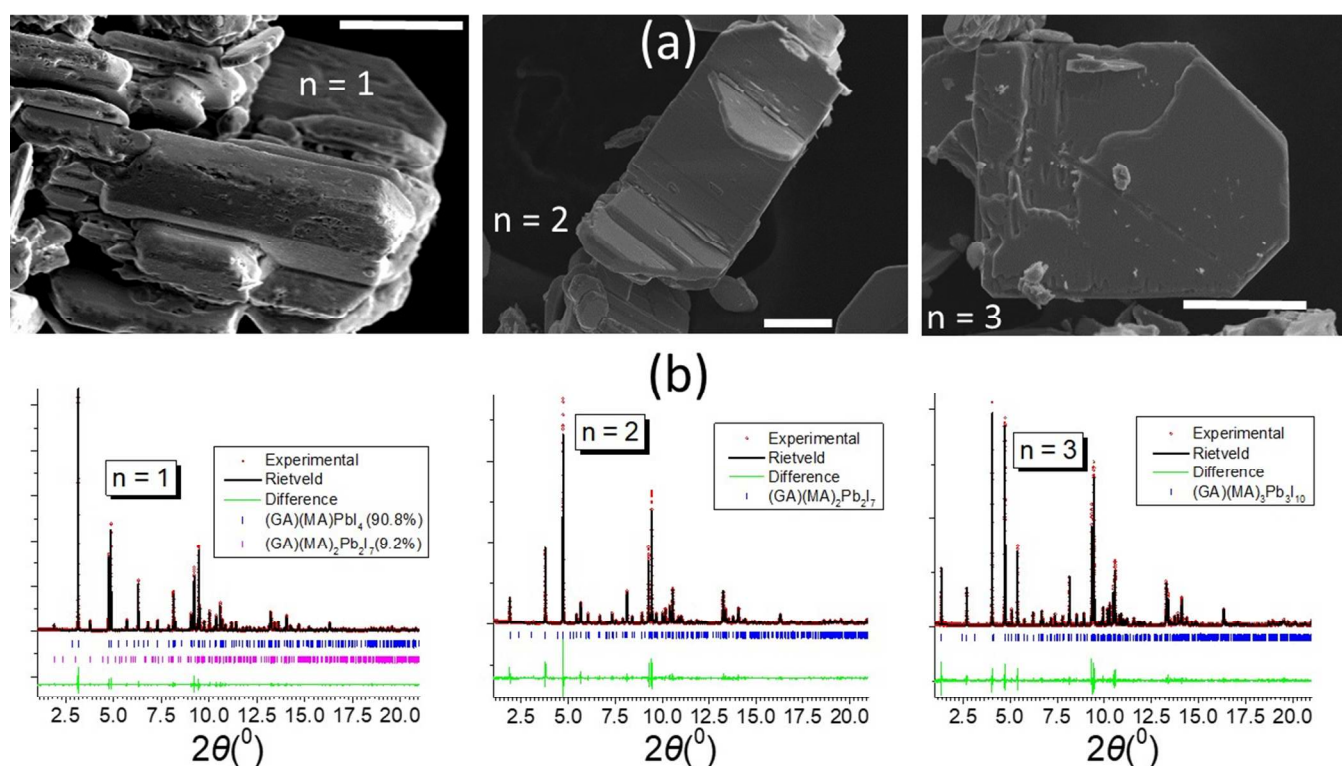 (a)
n = 1
n = 2
n = 3
(b)
n = 1
Experimental
Rietveld
Difference
(GA)(MA)PbI₄(90.8%)
(GA)(MA)₂Pb₂I₇(9.2%)
2.5 5.0 7.5 10.0 12.5 15.0 17.5 20.0
2θ(⁰)
n = 2
Experimental
Rietveld
Difference
(GA)(MA)₂Pb₂I₇
2.5 5.0 7.5 10.0 12.5 15.0 17.5 20.0
2θ(⁰)
n = 3
Experimental
Rietveld
Difference
(GA)(MA)₃Pb₃I₁₀
2.5 5.0 7.5 10.0 12.5 15.0 17.5 20.0
2θ(⁰)